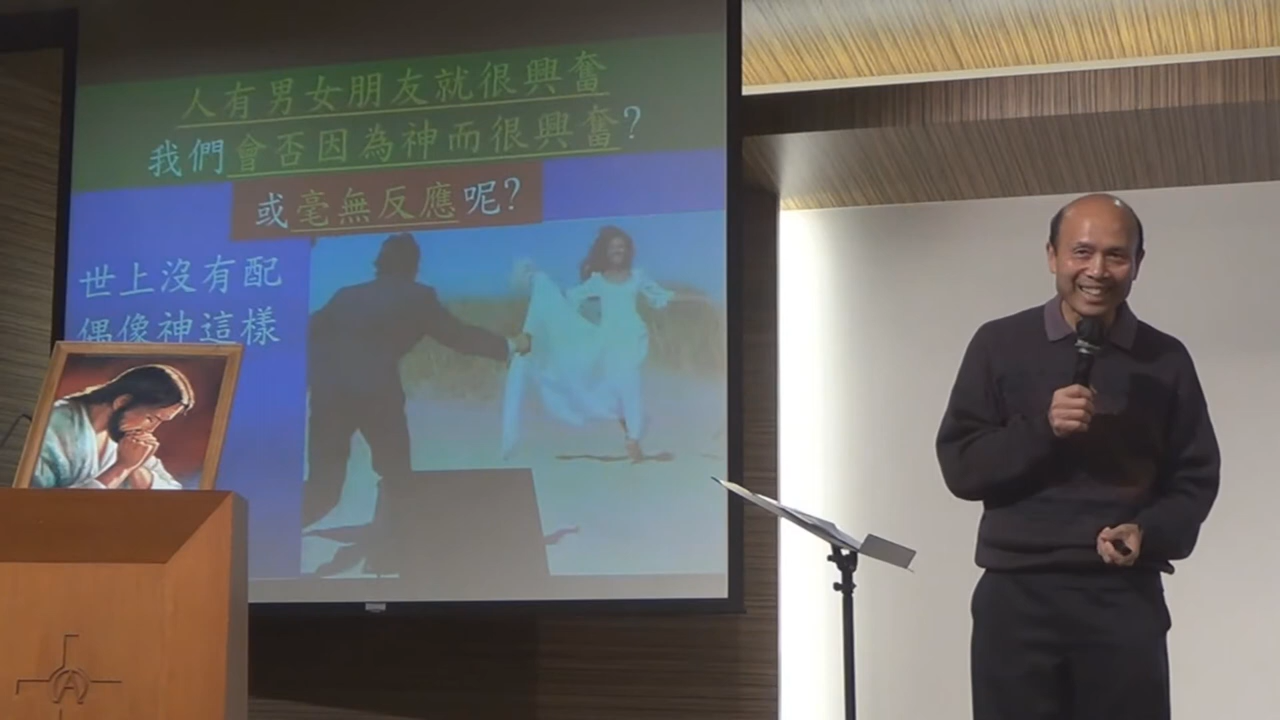 人有男女朋友就很興奮
我們會否因為神而很興奮?
或毫無反應呢?
世上沒有配
偶像神這樣